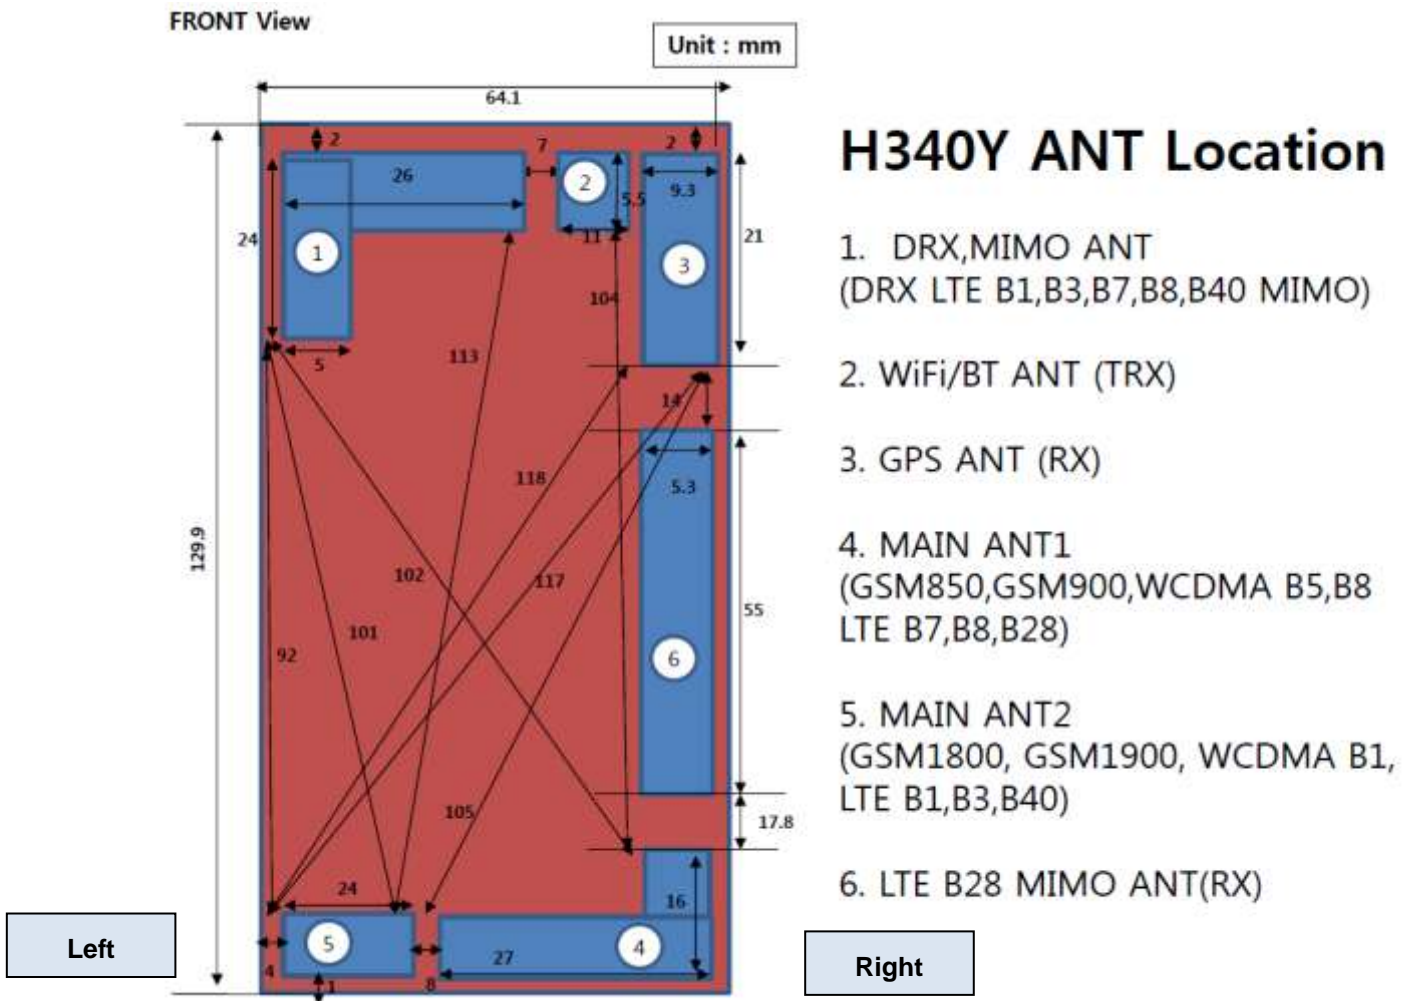 FRONT View
Unit : mm
64.1
2
7
2
26
2
5.5
9.3
24
11
21
1
3
104
113
5
14
118
5.3
129.9
102
117
55
101
92
6
105
17.8
24
16
5
4
27
4
1
8
Left
Right
H340Y ANT Location
1. DRX,MIMO ANT
(DRX LTE B1,B3,B7,B8,B40 MIMO)
2. WiFi/BT ANT (TRX)
3. GPS ANT (RX)
4. MAIN ANT1
(GSM850,GSM900,WCDMA B5,B8
LTE B7,B8,B28)
5. MAIN ANT2
(GSM1800, GSM1900, WCDMA B1,
LTE B1,B3,B40)
6. LTE B28 MIMO ANT(RX)